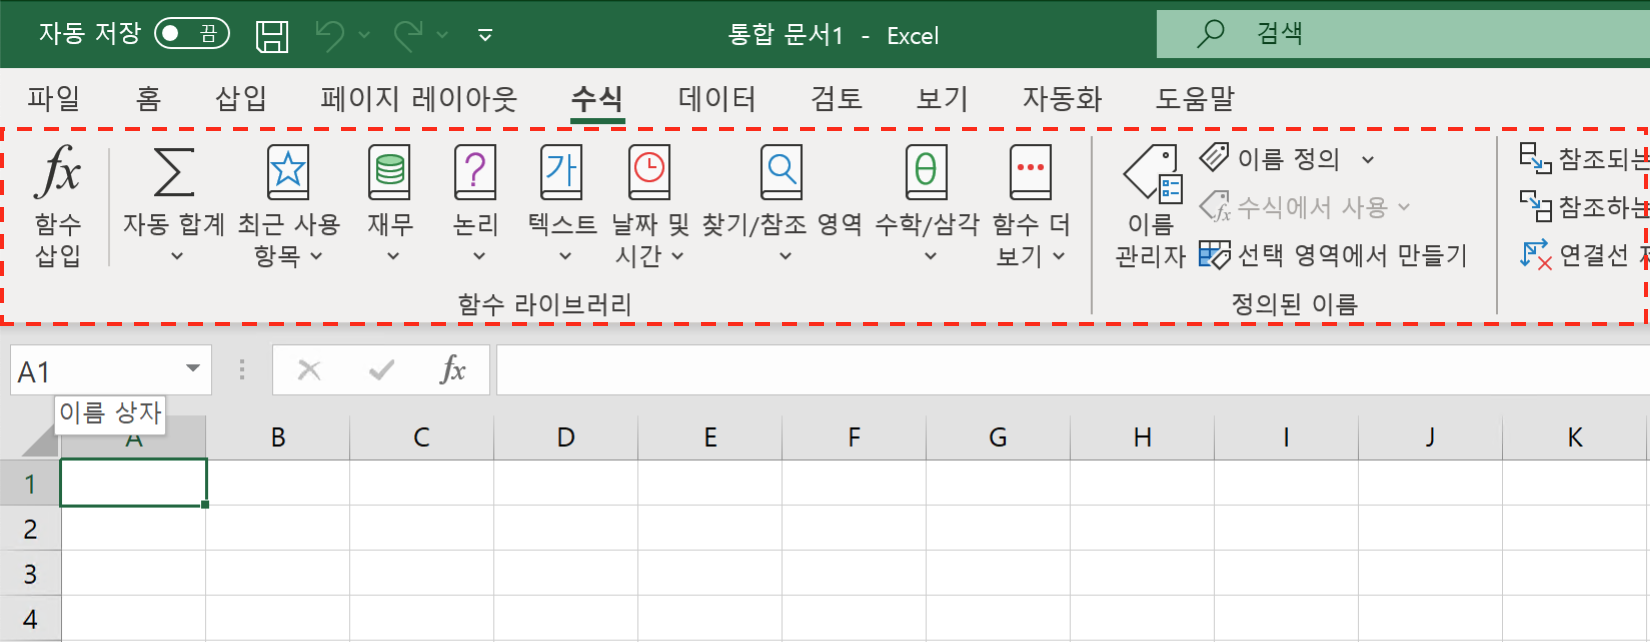 자동 저장 끔 통합 문서1 - Excel 검색
파일 홈 삽입 페이지 레이아웃 수식 데이터 검토 보기 자동화 도움말
fx 함수 삽입
자동 합계
최근 사용 항목
재무
논리
가 텍스트
날짜 및 시간
찾기/참조 영역
θ 수학/삼각
함수 더 보기
함수 라이브러리
이름 관리자
이름 정의
fx 수식에서 사용
선택 영역에서 만들기
정의된 이름
참조되는
참조하는
연결선
A1 fx
이름 상자
A B C D E F G H I J K
1
2
3
4